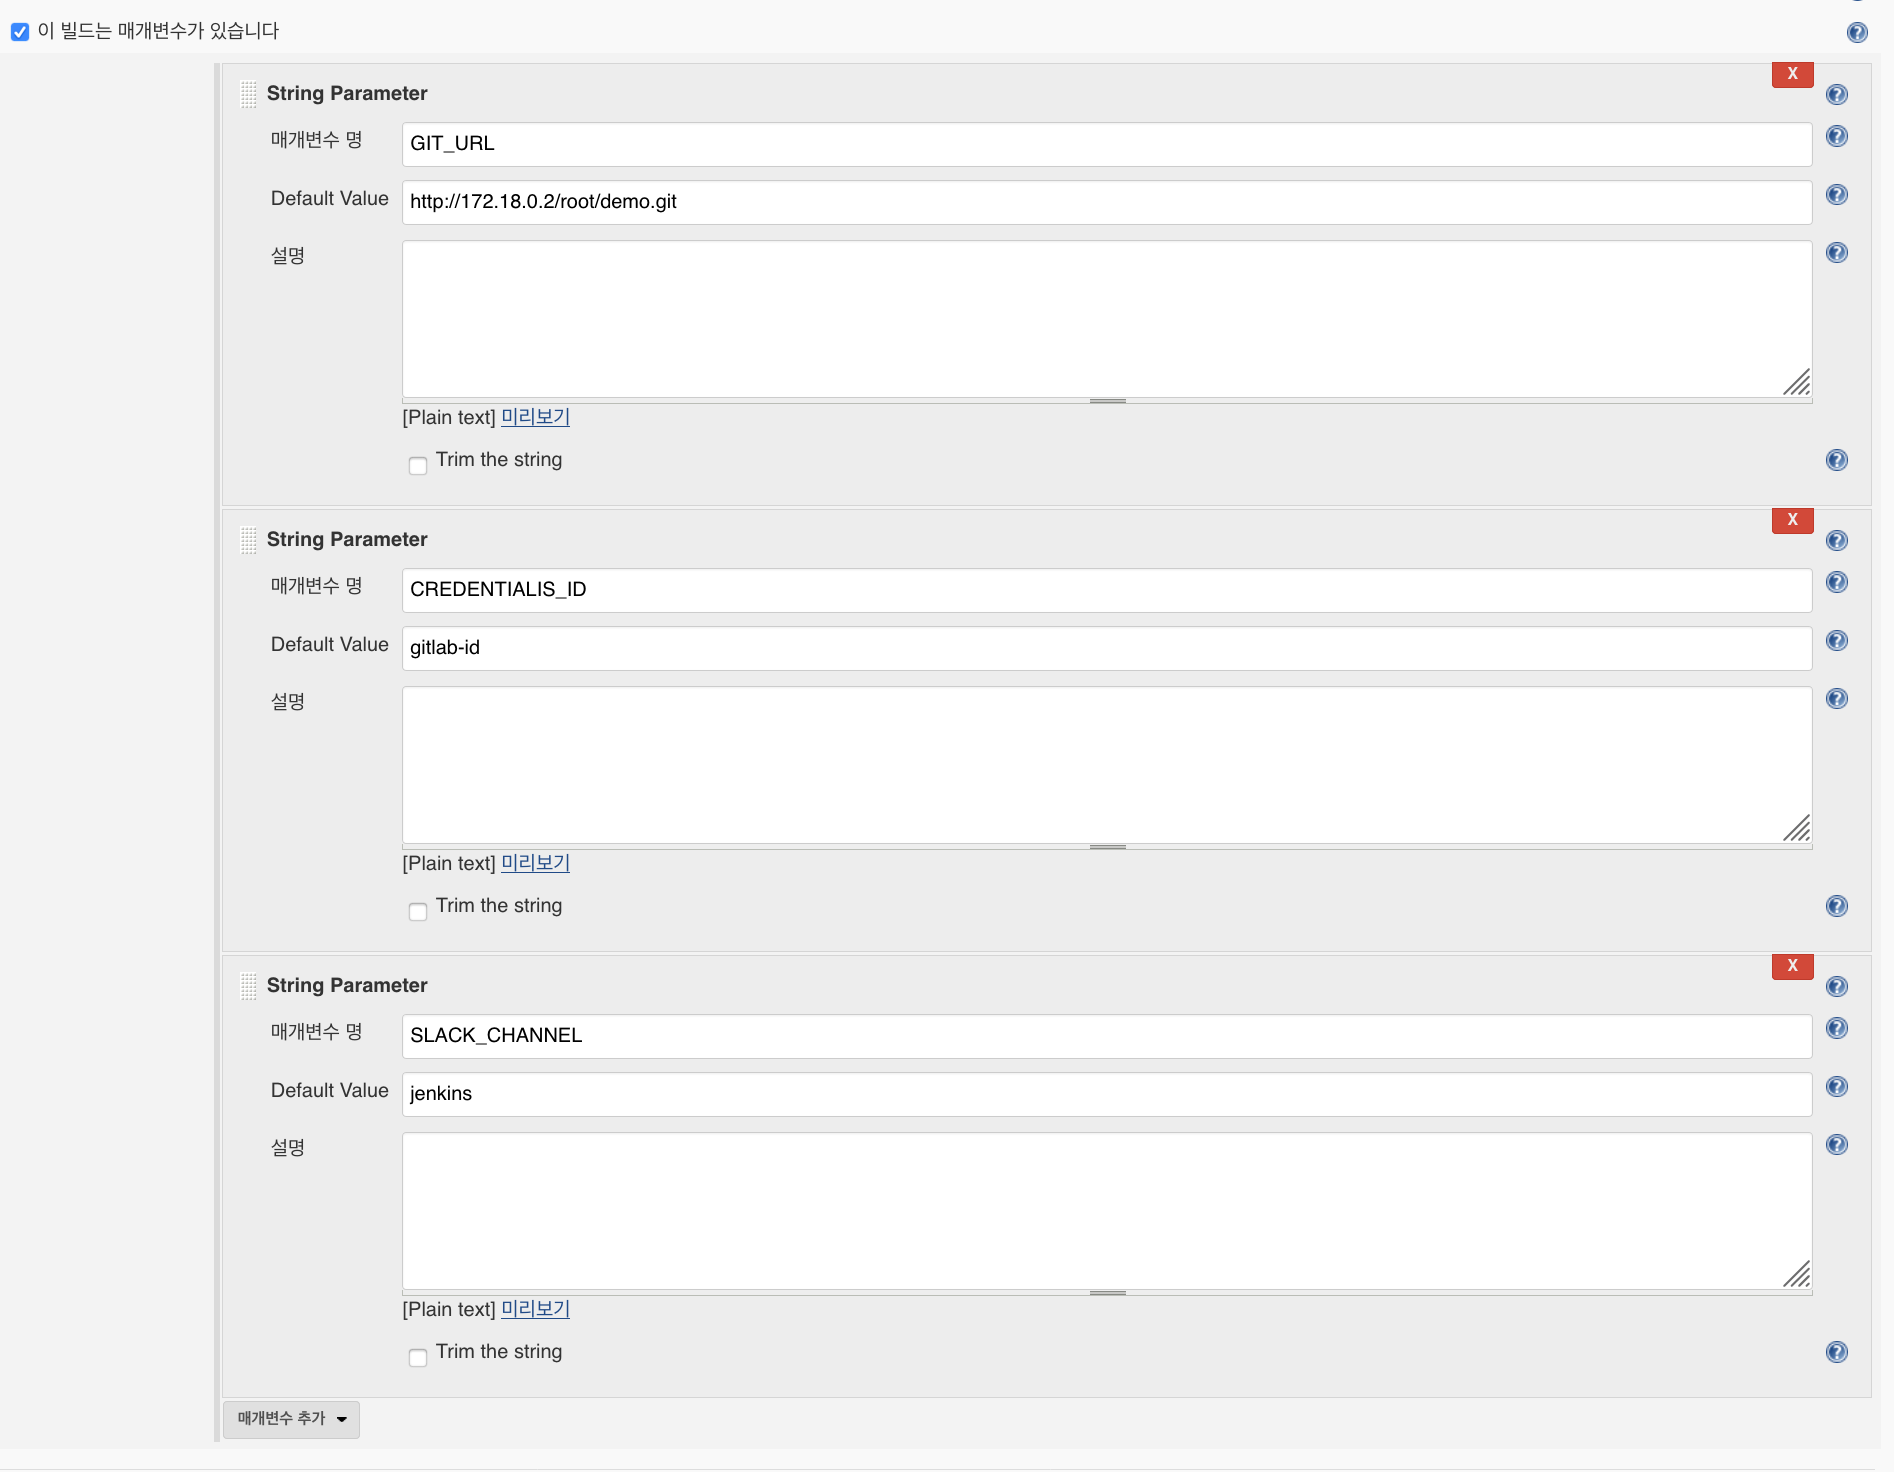 이 빌드는 매개변수가 있습니다
X
String Parameter
매개변수 명 GIT_URL
Default Value http://172.18.0.2/root/demo.git
설명
[Plain text] 미리보기
Trim the string
X
String Parameter
매개변수 명 CREDENTIALIS_ID
Default Value gitlab-id
설명
[Plain text] 미리보기
Trim the string
X
String Parameter
매개변수 명 SLACK_CHANNEL
Default Value jenkins
설명
[Plain text] 미리보기
Trim the string
매개변수 추가